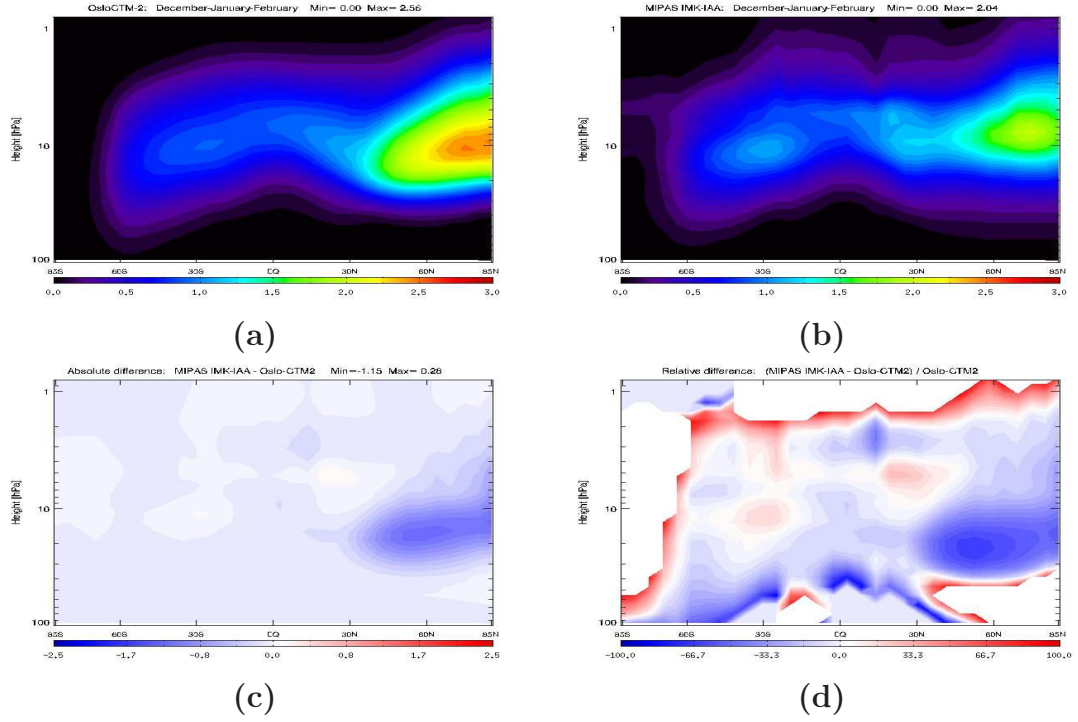 OsloCTM-2: December-January-February Min= 0.00 Max= 2.56
Height [hPa]
1
10
100
85S 60S 30S EQ 30N 60N 85N
0.0 0.5 1.0 1.5 2.0 2.5 3.0
(a)
MIPAS IMK-IAA: December-January-February Min= 0.00 Max= 2.04
Height [hPa]
1
10
100
85S 60S 30S EQ 30N 60N 85N
0.0 0.5 1.0 1.5 2.0 2.5 3.0
(b)
Absolute difference: MIPAS IMK-IAA - Oslo-CTM2 Min=-1.15 Max= 0.28
Height [hPa]
1
10
100
85S 60S 30S EQ 30N 60N 85N
-2.5 -1.7 -0.8 0.0 0.8 1.7 2.5
(c)
Relative difference: (MIPAS IMK-IAA - Oslo-CTM2) / Oslo-CTM2
Height [hPa]
1
10
100
85S 60S 30S EQ 30N 60N 85N
-100.0 -66.7 -33.3 0.0 33.3 66.7 100.0
(d)